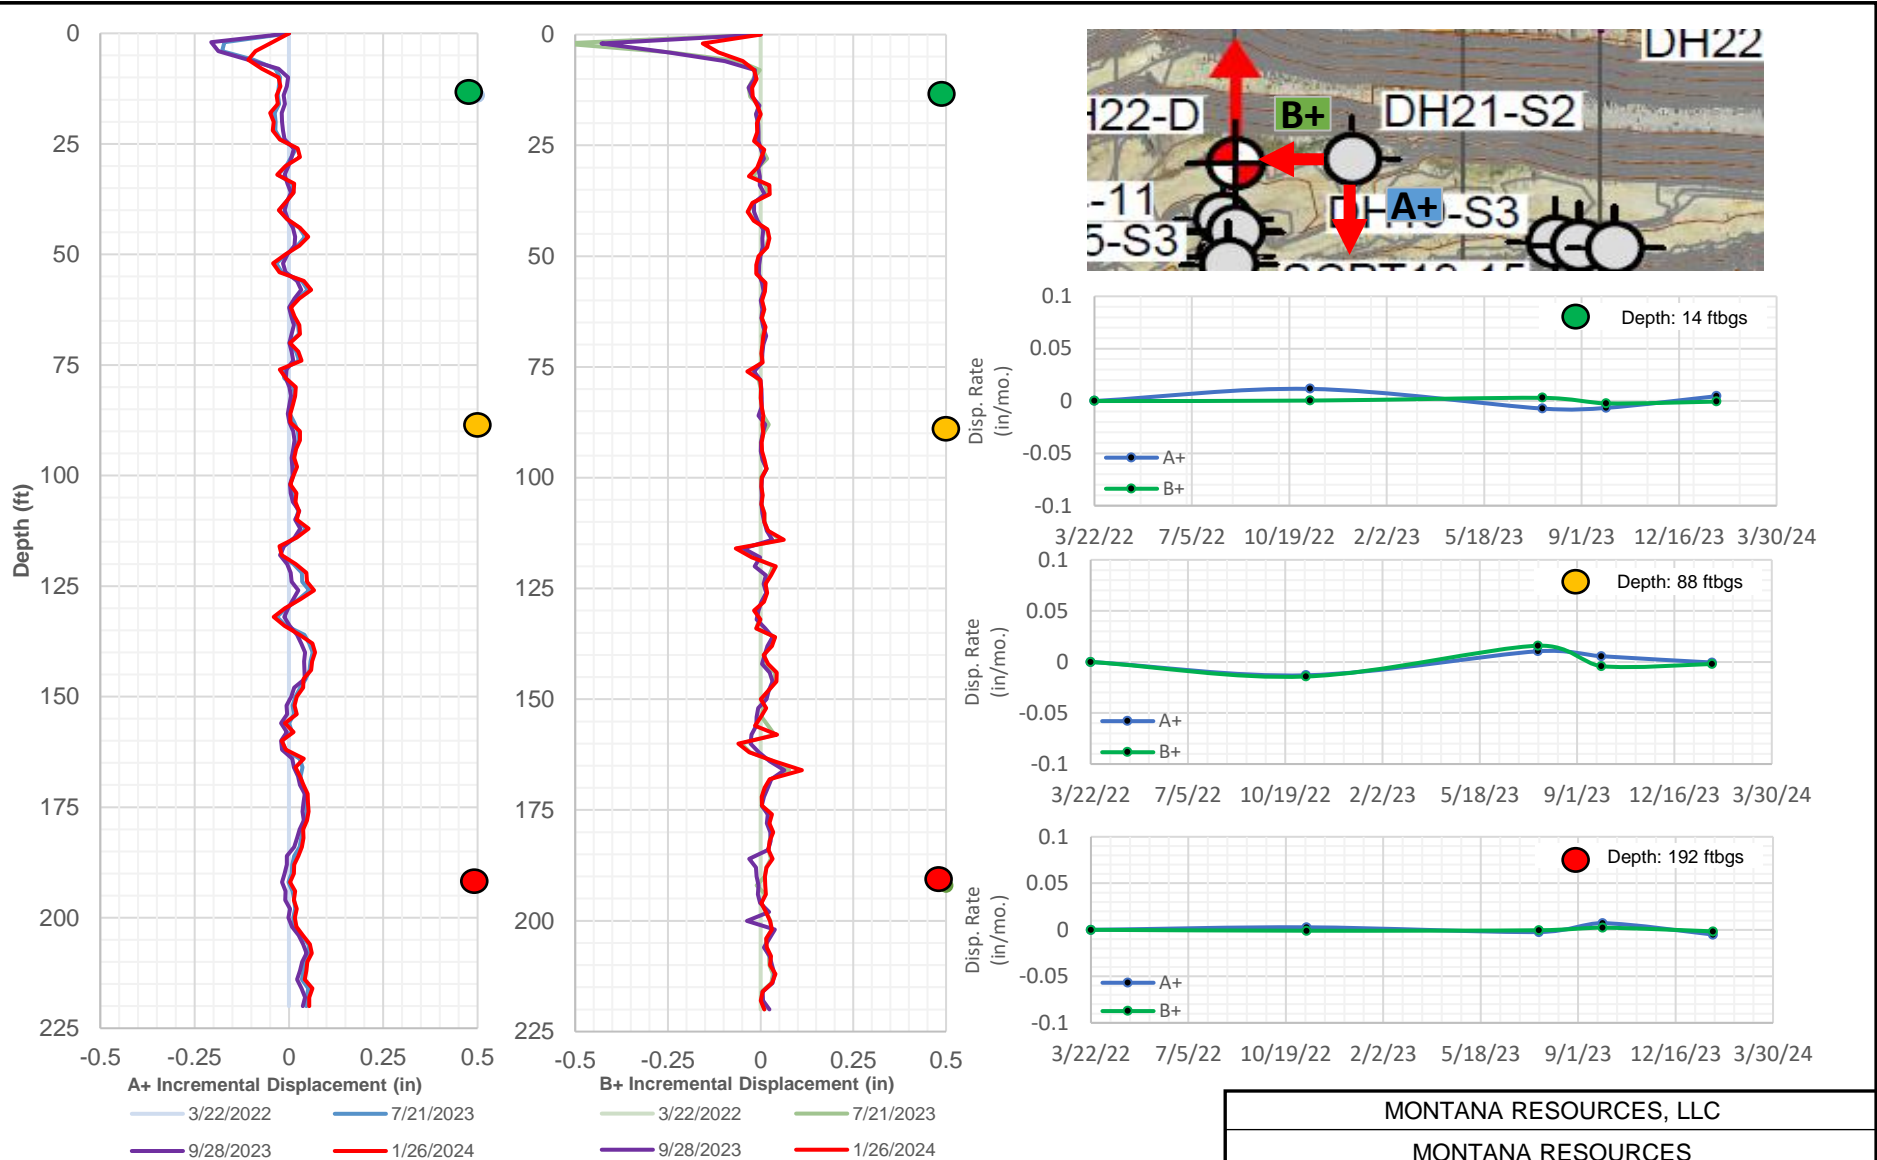 0
25
50
75
100
125
150
175
200
225
Depth (ft)
-0.5 -0.25 0 0.25 0.5
A+ Incremental Displacement (in)
3/22/2022 7/21/2023
9/28/2023 1/26/2024
0
25
50
75
100
125
150
175
200
225
-0.5 -0.25 0 0.25 0.5
B+ Incremental Displacement (in)
3/22/2022 7/21/2023
9/28/2023 1/26/2024
DH22
H22-D B+ DH21-S2
-11 A+ -S3
5-S3
0.1
0.05
0
-0.05
-0.1
Disp. Rate
(in/mo.)
Depth: 14 ftbgs
A+
B+
3/22/22 7/5/22 10/19/22 2/2/23 5/18/23 9/1/23 12/16/23 3/30/24
0.1
0.05
0
-0.05
-0.1
Disp. Rate
(in/mo.)
Depth: 88 ftbgs
A+
B+
3/22/22 7/5/22 10/19/22 2/2/23 5/18/23 9/1/23 12/16/23 3/30/24
0.1
0.05
0
-0.05
-0.1
Disp. Rate
(in/mo.)
Depth: 192 ftbgs
A+
B+
3/22/22 7/5/22 10/19/22 2/2/23 5/18/23 9/1/23 12/16/23 3/30/24
MONTANA RESOURCES, LLC
MONTANA RESOURCES